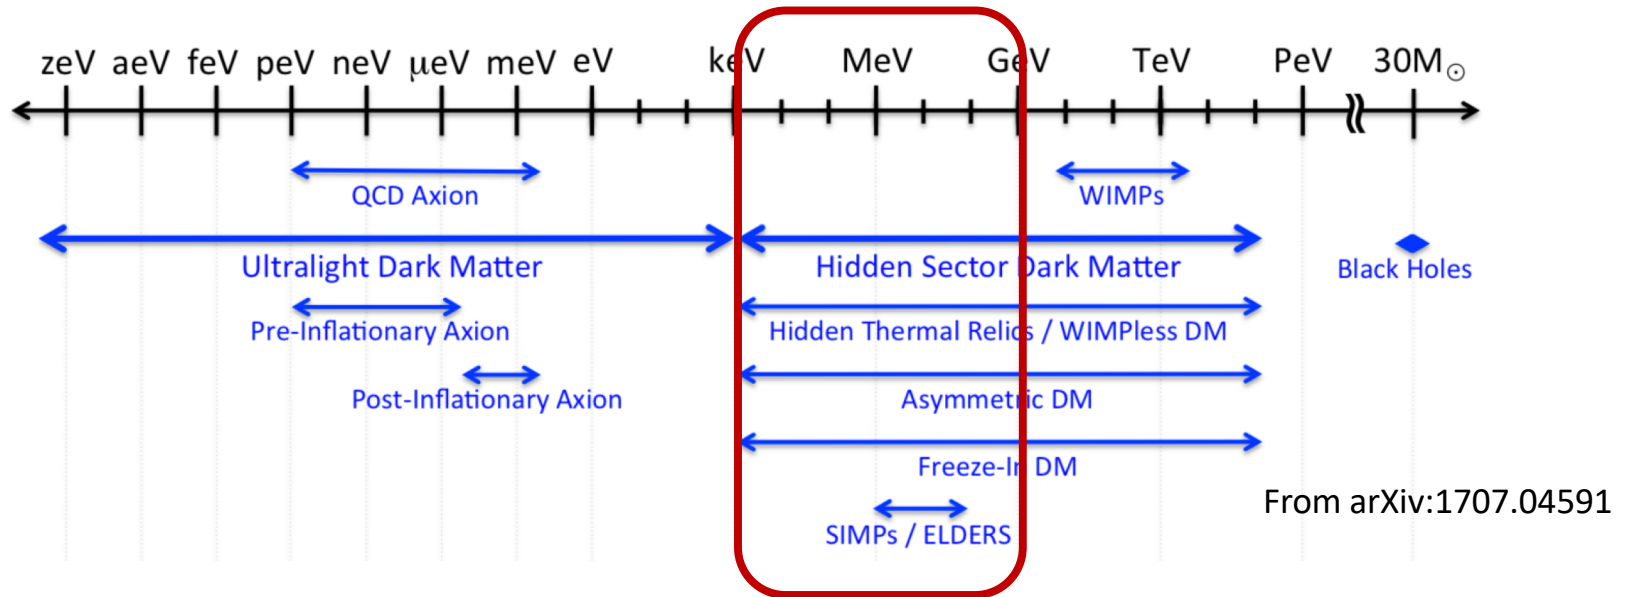 zeV aeV feV peV neV μeV meV eV keV MeV GeV TeV PeV 30M☉
QCD Axion
WIMPs
Ultralight Dark Matter
Hidden Sector Dark Matter
Black Holes
Pre-Inflationary Axion
Hidden Thermal Relics / WIMPless DM
Post-Inflationary Axion
Asymmetric DM
Freeze-In DM
From arXiv:1707.04591
SIMPs / ELDERS